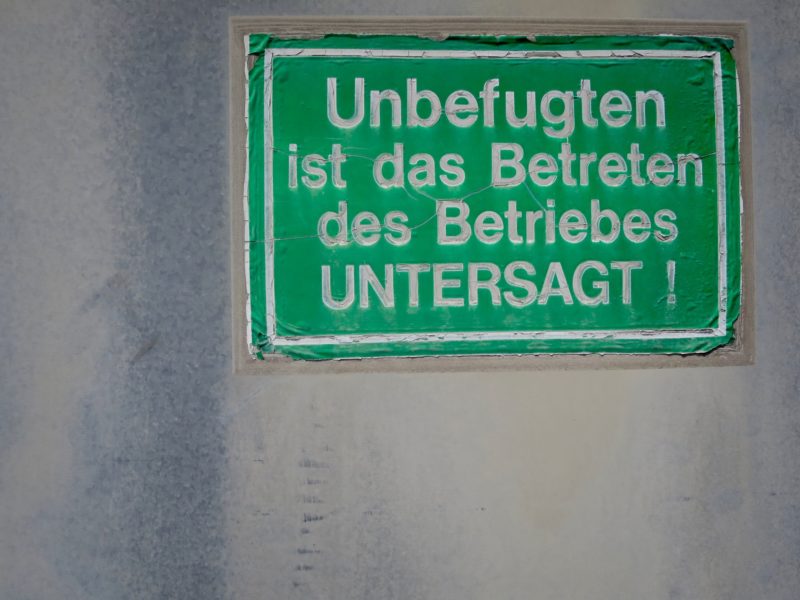 Unbefugten
ist das Betreten
des Betriebes
UNTERSAGT !